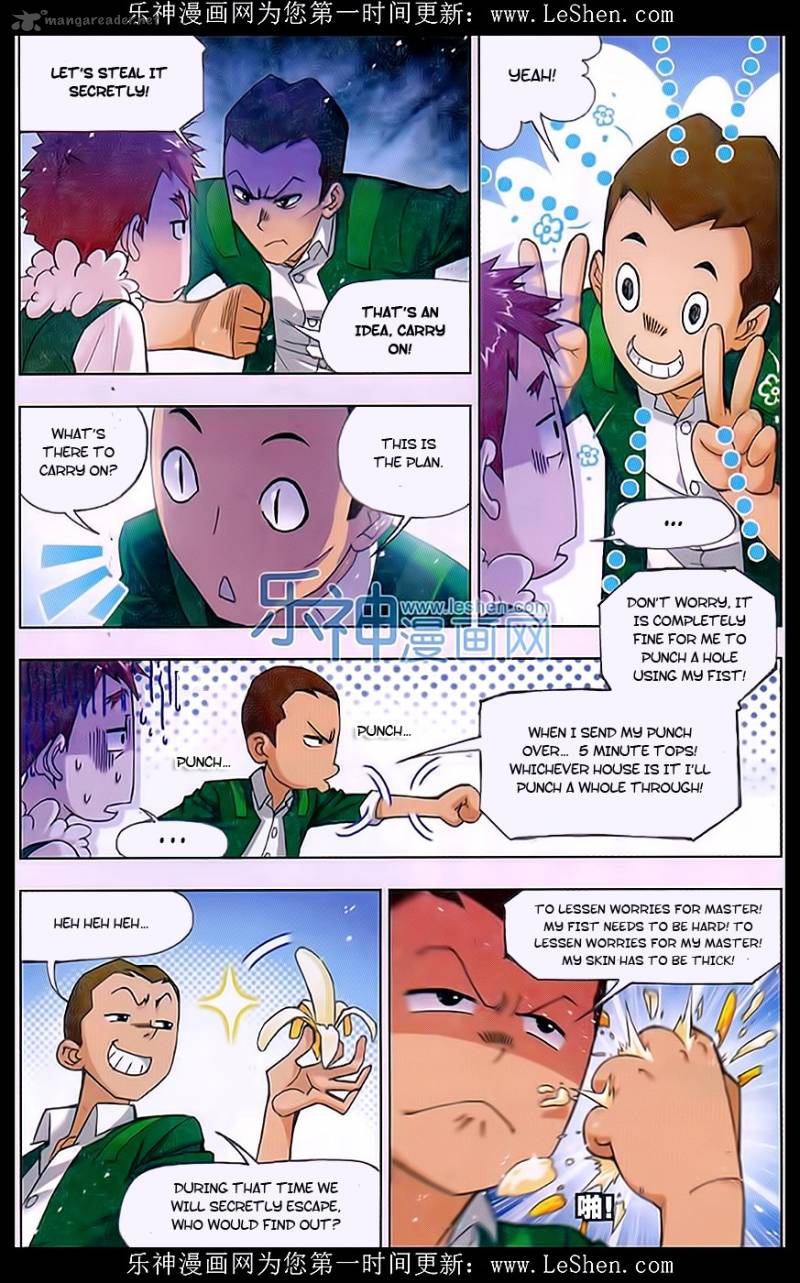 mangareader.net
乐神漫画网为您第一时间更新：www.LeShen.com
LET'S STEAL IT
SECRETLY!
THAT'S AN
IDEA, CARRY
ON!
YEAH!
...
WHAT'S
THERE TO
CARRY ON?
THIS IS
THE PLAN.
乐神漫画网
www.leshen.com
DON'T WORRY, IT
IS COMPLETELY
FINE FOR ME TO
PUNCH A HOLE
USING MY FIST!
WHEN I SEND MY PUNCH
OVER... 5 MINUTE TOPS!
WHICHEVER HOUSE IS IT I'LL
PUNCH A WHOLE THROUGH!
PUNCH...
PUNCH...
...
HEH HEH HEH...
DURING THAT TIME WE
WILL SECRETLY ESCAPE,
WHO WOULD FIND OUT?
TO LESSEN WORRIES FOR MASTER!
MY FIST NEEDS TO BE HARD! TO
LESSEN WORRIES FOR MY MASTER!
MY SKIN HAS TO BE THICK!
啪!
乐神漫画网为您第一时间更新：www.LeShen.com